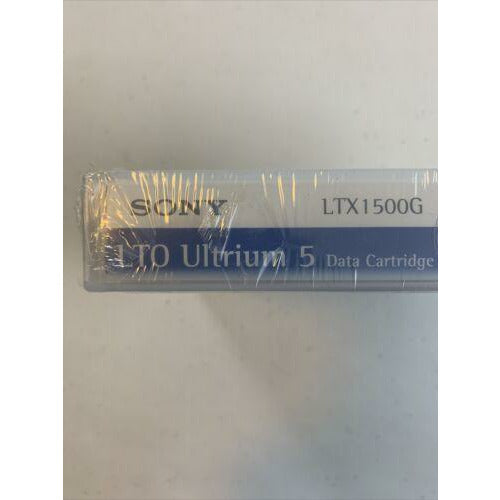 SONY LTX1500G
LTO Ultrium 5 Data Cartridge